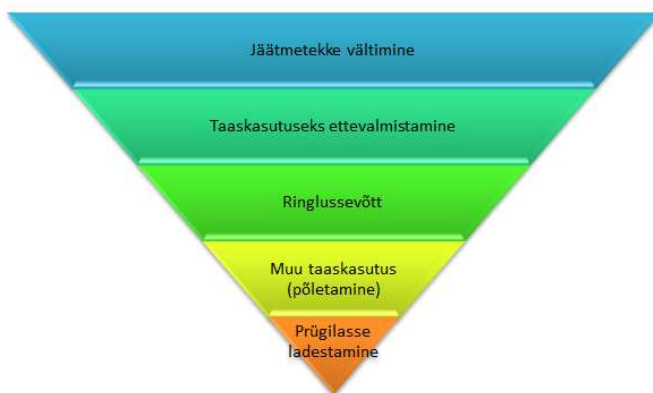 Jäätmetekke vältimine
Taaskasutuseks ettevalmistamine
Ringlussevõtt
Muu taaskasutus
(põletamine)
Prügilasse
ladestamine